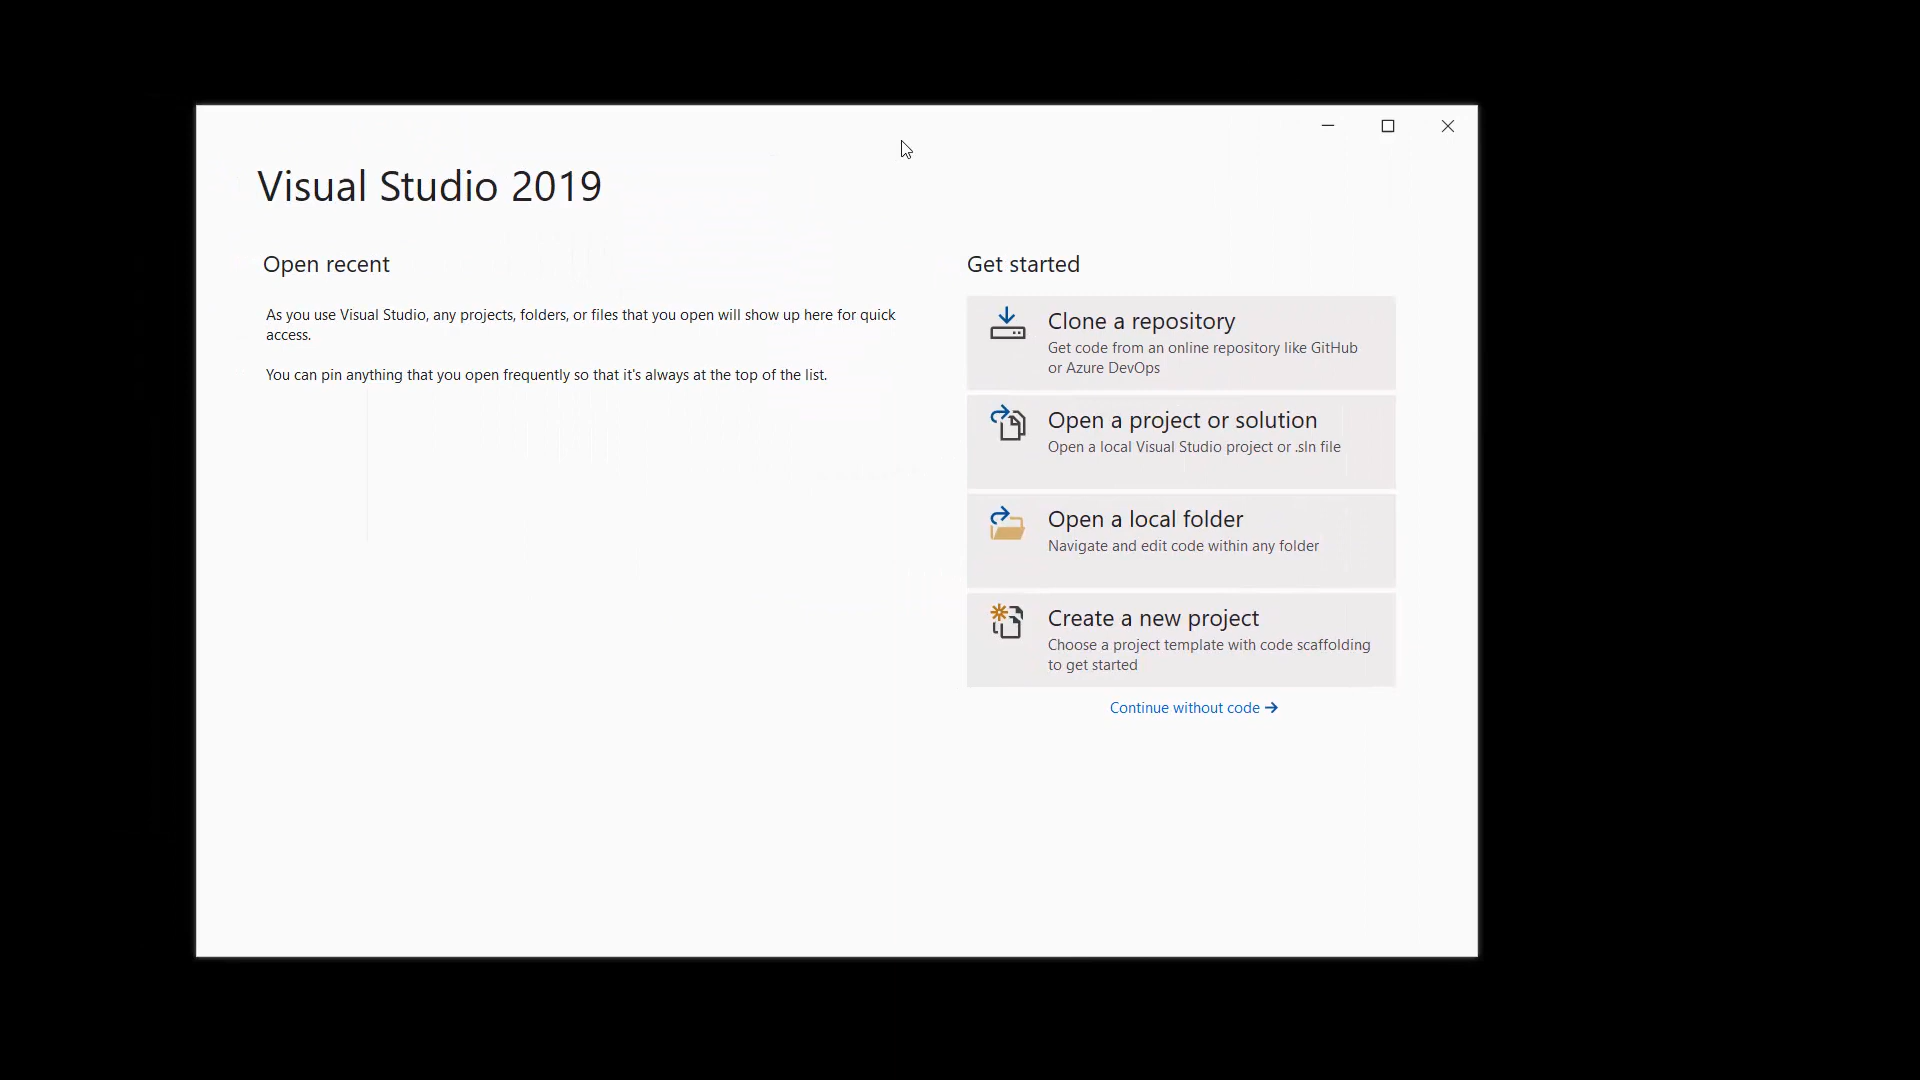 Visual Studio 2019
Open recent
As you use Visual Studio, any projects, folders, or files that you open will show up here for quick
access.
You can pin anything that you open frequently so that it's always at the top of the list.
Get started
Clone a repository
Get code from an online repository like GitHub
or Azure DevOps
Open a project or solution
Open a local Visual Studio project or .sln file
Open a local folder
Navigate and edit code within any folder
Create a new project
Choose a project template with code scaffolding
to get started
Continue without code